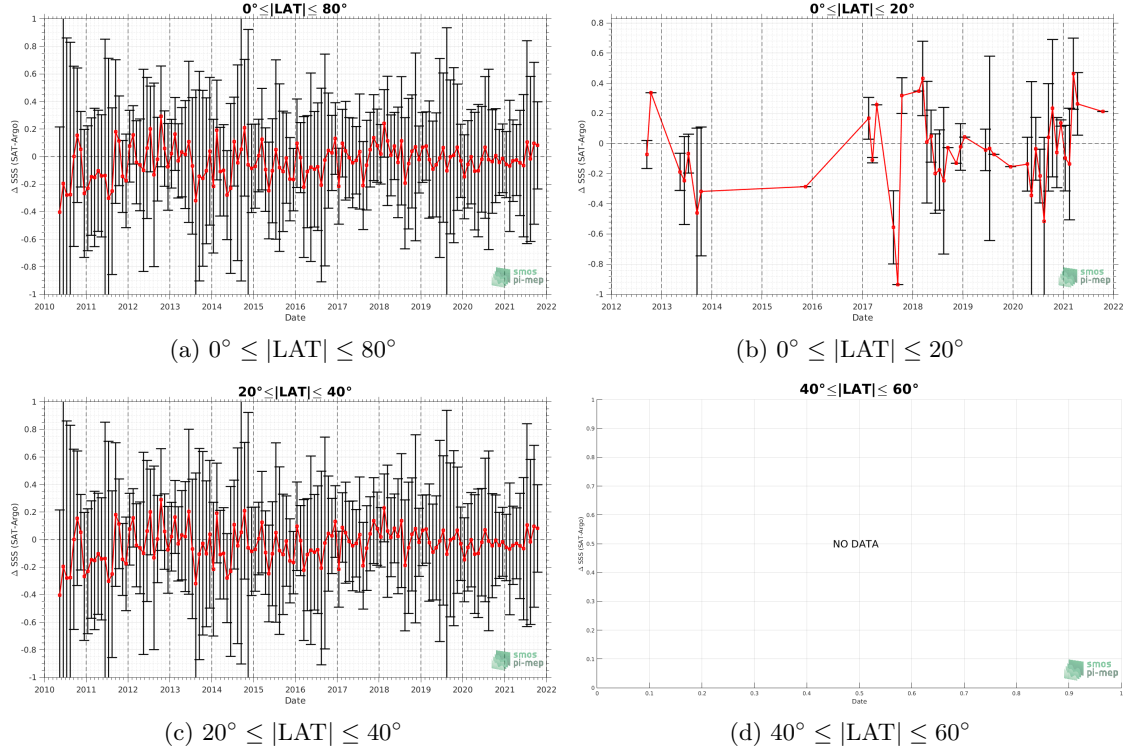 0°≤|LAT|≤ 80°
1
0.8
0.6
0.4
0.2
0
-0.2
-0.4
-0.6
-0.8
-1
Δ SSS (SAT-Argo)
2010 2011 2012 2013 2014 2015 2016 2017 2018 2019 2020 2021 2022
Date
smos
pi-mep
(a) 0° ≤ |LAT| ≤ 80°
0°≤|LAT|≤ 20°
0.8
0.6
0.4
0.2
0
-0.2
-0.4
-0.6
-0.8
-1
Δ SSS (SAT-Argo)
2012 2013 2014 2015 2016 2017 2018 2019 2020 2021 2022
Date
smos
pi-mep
(b) 0° ≤ |LAT| ≤ 20°
20°≤|LAT|≤ 40°
1
0.8
0.6
0.4
0.2
0
-0.2
-0.4
-0.6
-0.8
-1
Δ SSS (SAT-Argo)
2010 2011 2012 2013 2014 2015 2016 2017 2018 2019 2020 2021 2022
Date
smos
pi-mep
(c) 20° ≤ |LAT| ≤ 40°
40°≤|LAT|≤ 60°
1
0.9
0.8
0.7
0.6
0.5
0.4
0.3
0.2
0.1
0
Δ SSS (SAT-Argo)
NO DATA
0 0.1 0.2 0.3 0.4 0.5 0.6 0.7 0.8 0.9 1
Date
smos
pi-mep
(d) 40° ≤ |LAT| ≤ 60°